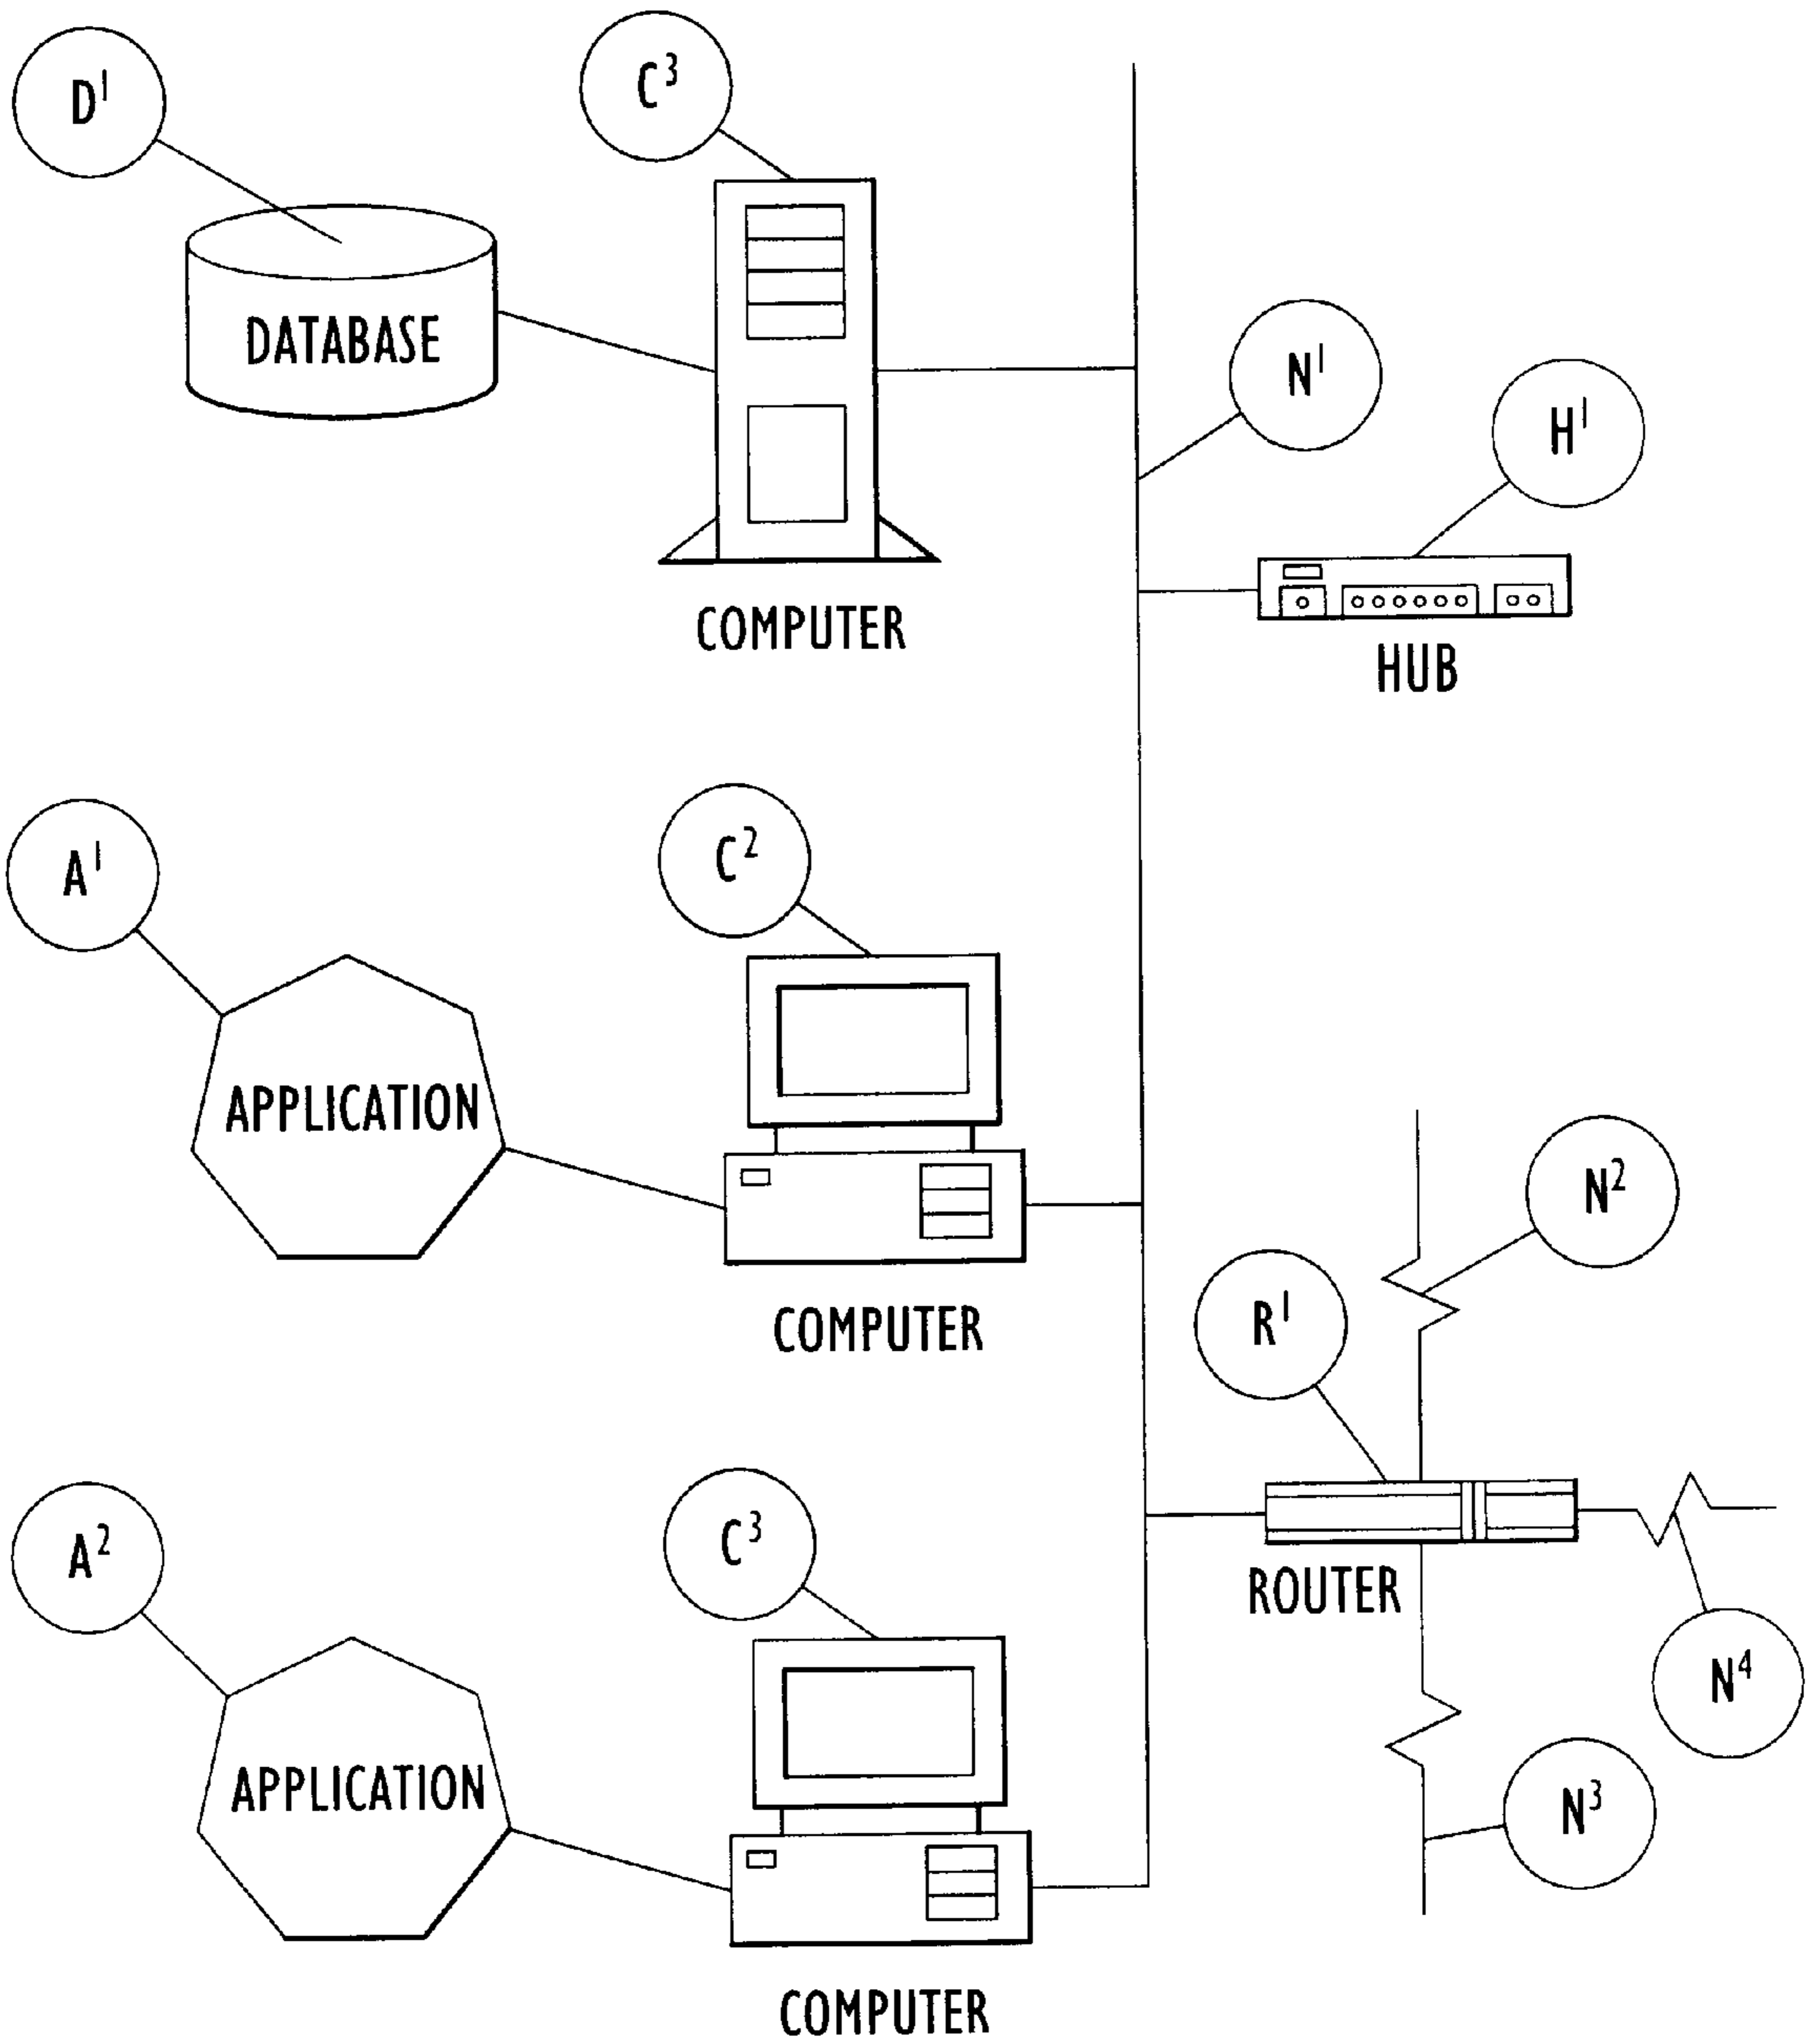 D¹
C³
DATABASE
N¹
H¹
COMPUTER
HUB
A¹
C²
APPLICATION
N²
COMPUTER
R¹
A²
C³
ROUTER
N⁴
APPLICATION
N³
COMPUTER